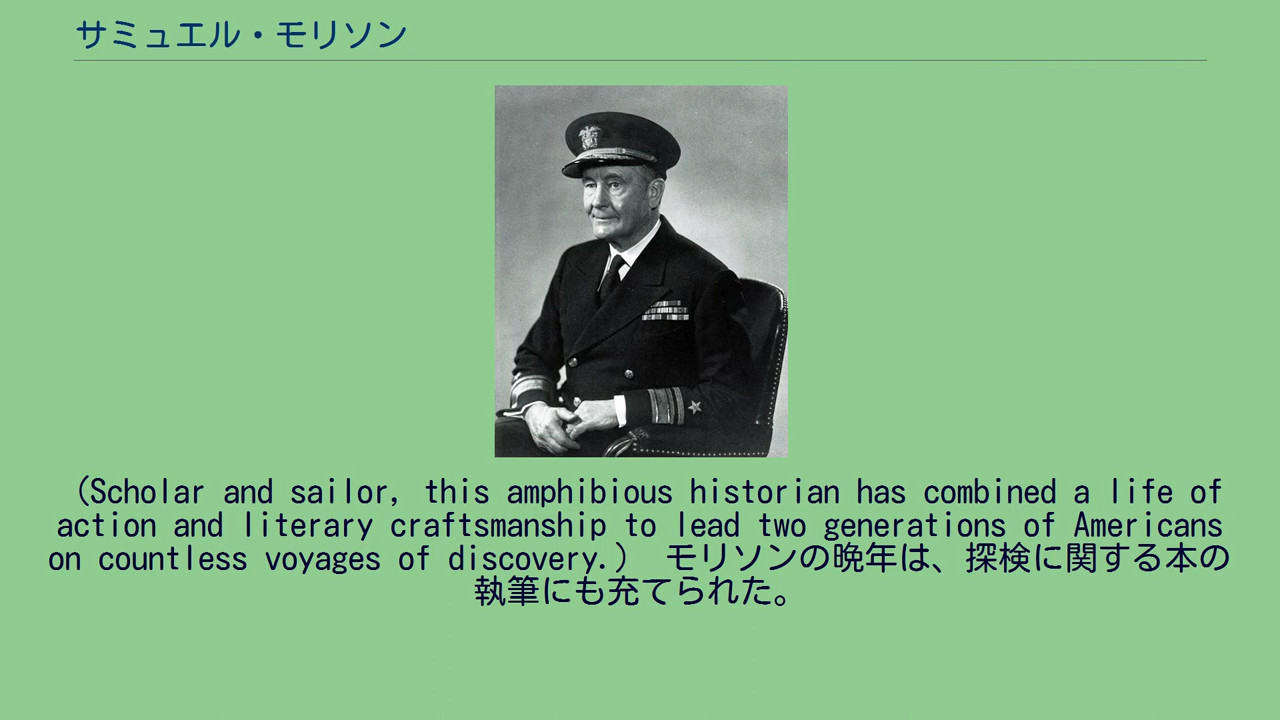 サミュエル・モリソン
（Scholar and sailor, this amphibious historian has combined a life of
action and literary craftsmanship to lead two generations of Americans
on countless voyages of discovery.） モリソンの晩年は、探検に関する本の
執筆にも充てられた。